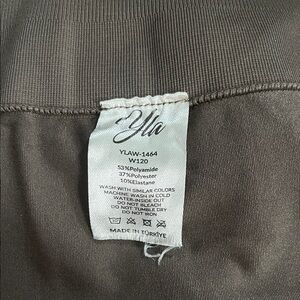 Yla
YLAW-1464
W120
53%Polyamide
37%Polyester
10%Elastane
WASH WITH SIMILAR COLORS
MACHINE WASH IN COLD
WATER-INSIDE OUT
DO NOT BLEACH
DO NOT TUMBLE DRY
DO NOT IRON
MADE IN TÜRKİYE